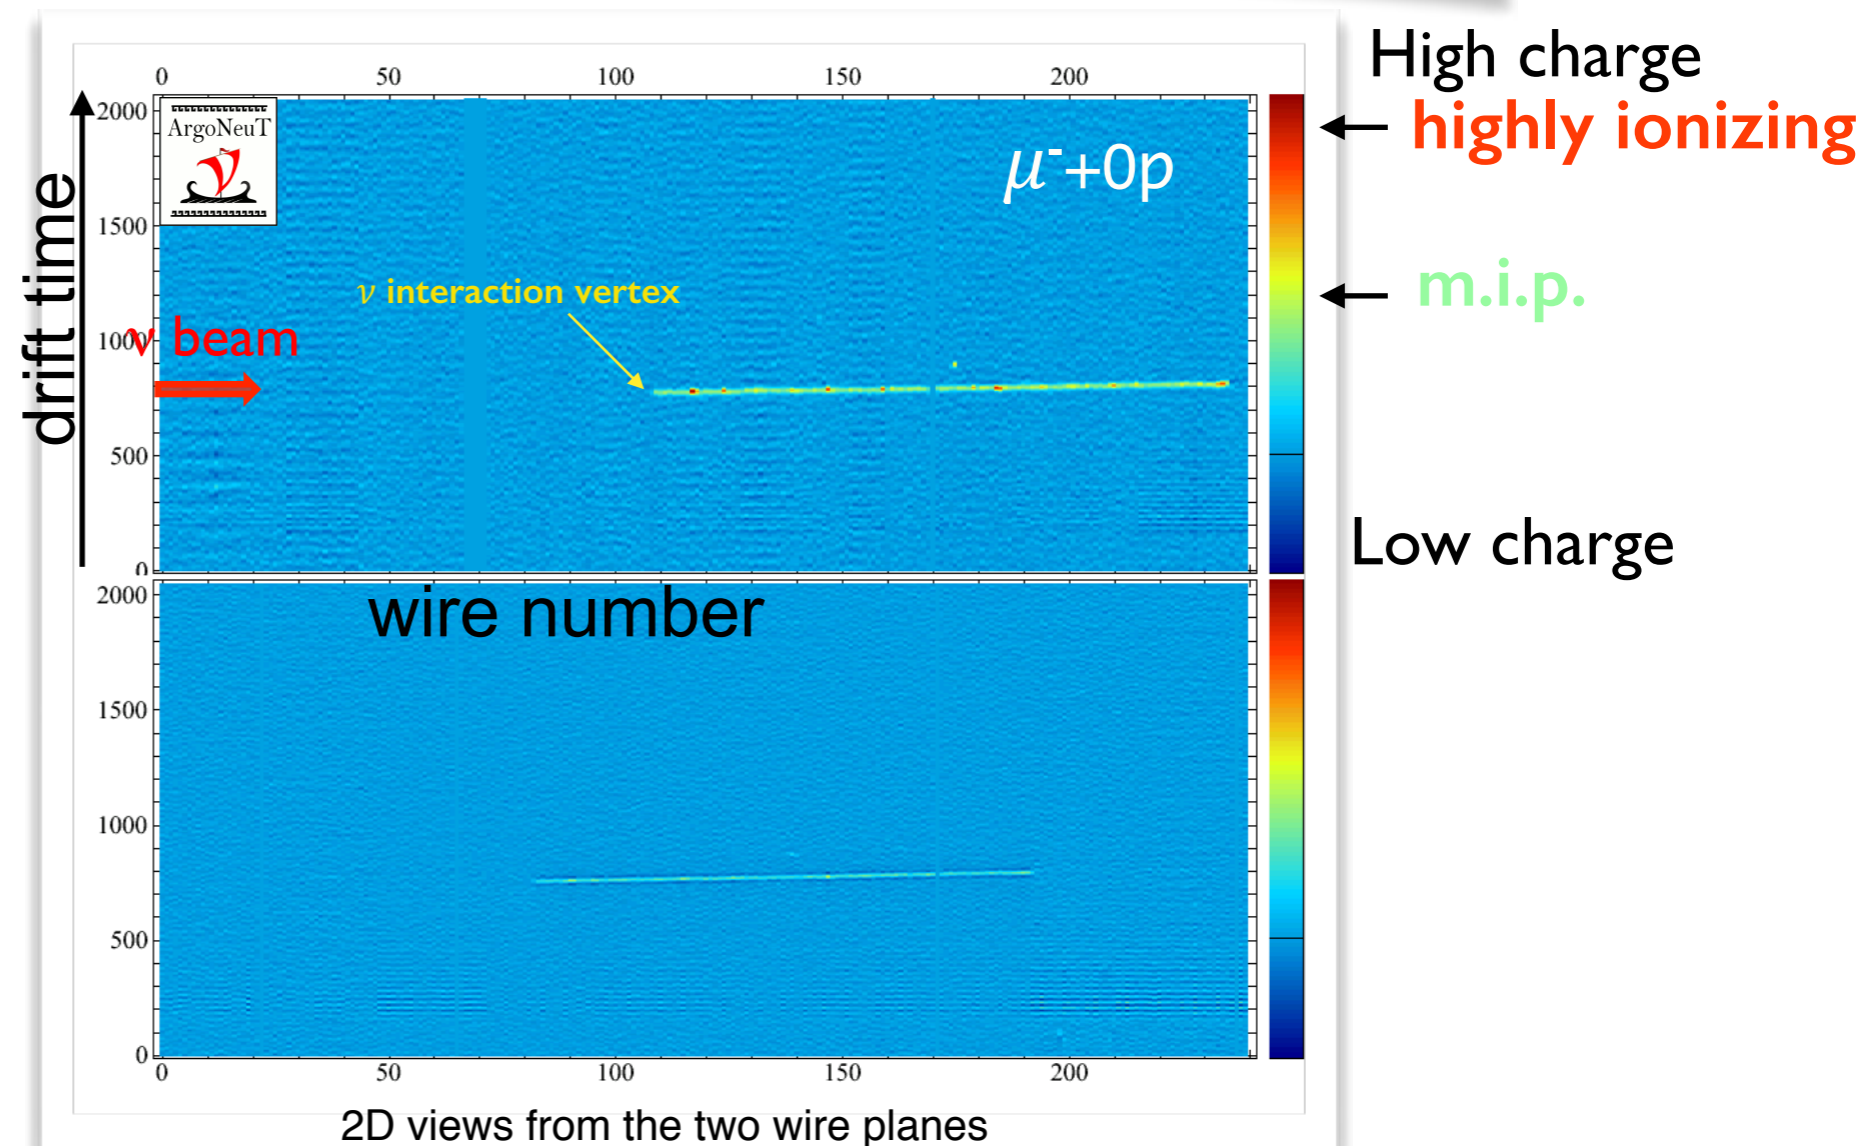 High charge
highly ionizing
m.i.p.
Low charge
0 50 100 150 200
2000
1500
1000
500
0
ArgoNeuT
μ-+0p
ν interaction vertex
ν beam
drift time
wire number
2000
1500
1000
500
0
0 50 100 150 200
2D views from the two wire planes